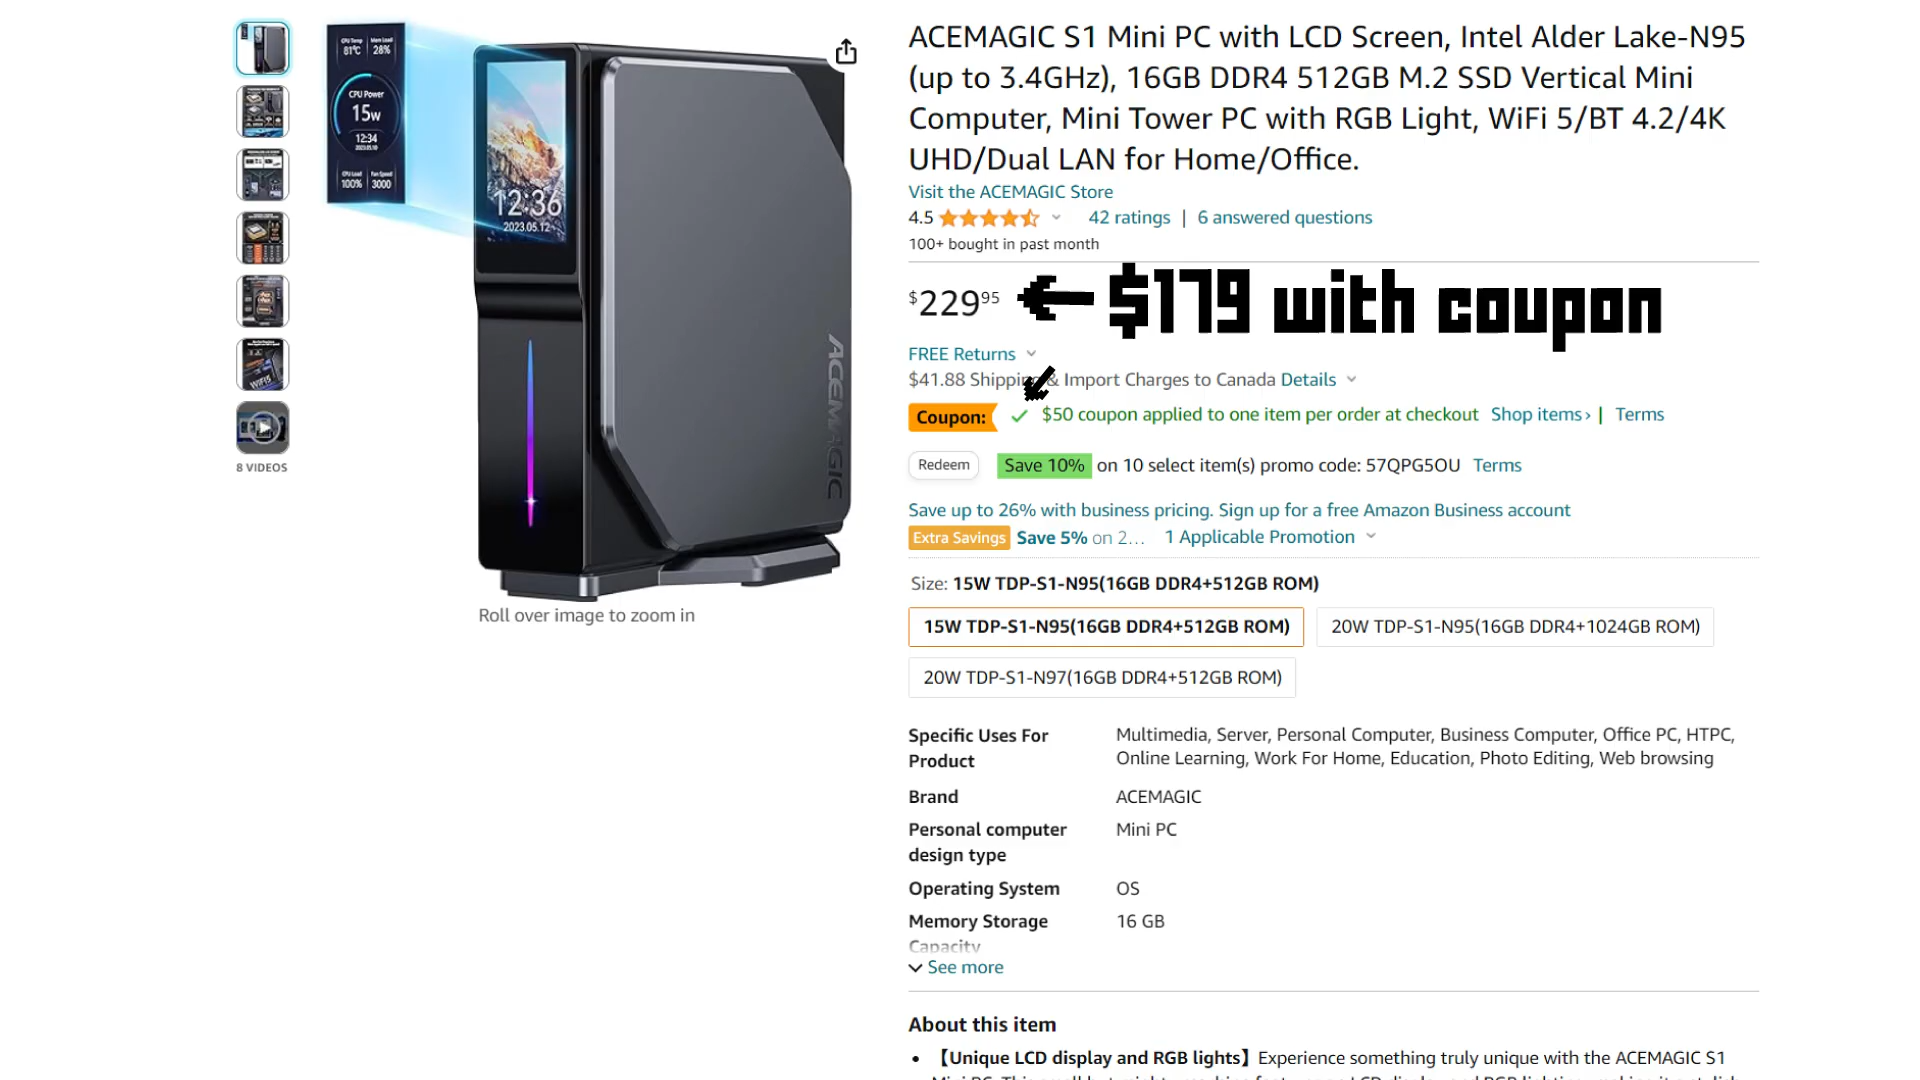 CPU Temp
Mem Load
81°C
28%
CPU Power
15w
12:34
2023.05.10
CPU Load
Fan Speed
100%
3000
12:36
2023.05.12
ACEMAGIC
WiFi5
8 VIDEOS
Roll over image to zoom in
ACEMAGIC S1 Mini PC with LCD Screen, Intel Alder Lake-N95
(up to 3.4GHz), 16GB DDR4 512GB M.2 SSD Vertical Mini
Computer, Mini Tower PC with RGB Light, WiFi 5/BT 4.2/4K
UHD/Dual LAN for Home/Office.
Visit the ACEMAGIC Store
4.5
42 ratings | 6 answered questions
100+ bought in past month
$229⁹⁵ $179 with coupon
FREE Returns
$41.88 Shipping & Import Charges to Canada Details
Coupon: $50 coupon applied to one item per order at checkout Shop items› | Terms
Redeem Save 10% on 10 select item(s) promo code: 57QPG5OU Terms
Save up to 26% with business pricing. Sign up for a free Amazon Business account
Extra Savings Save 5% on 2… 1 Applicable Promotion
Size: 15W TDP-S1-N95(16GB DDR4+512GB ROM)
15W TDP-S1-N95(16GB DDR4+512GB ROM) 20W TDP-S1-N95(16GB DDR4+1024GB ROM)
20W TDP-S1-N97(16GB DDR4+512GB ROM)
Specific Uses For
Product
Multimedia, Server, Personal Computer, Business Computer, Office PC, HTPC,
Online Learning, Work For Home, Education, Photo Editing, Web browsing
Brand ACEMAGIC
Personal computer
design type
Mini PC
Operating System OS
Memory Storage
Capacity
16 GB
See more
About this item
• 【Unique LCD display and RGB lights】Experience something truly unique with the ACEMAGIC S1